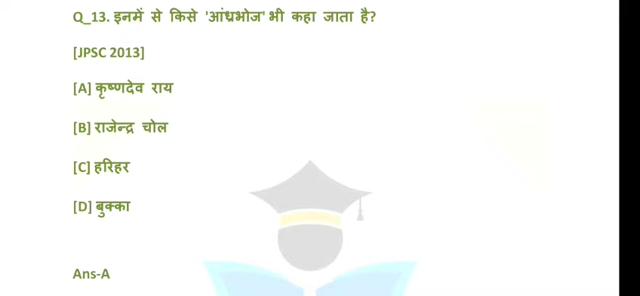 Q_13. इनमें से किसे 'आंध्रभोज' भी कहा जाता है?
[JPSC 2013]
[A] कृष्णदेव राय
[B] राजेन्द्र चोल
[C] हरिहर
[D] बुक्का
Ans-A